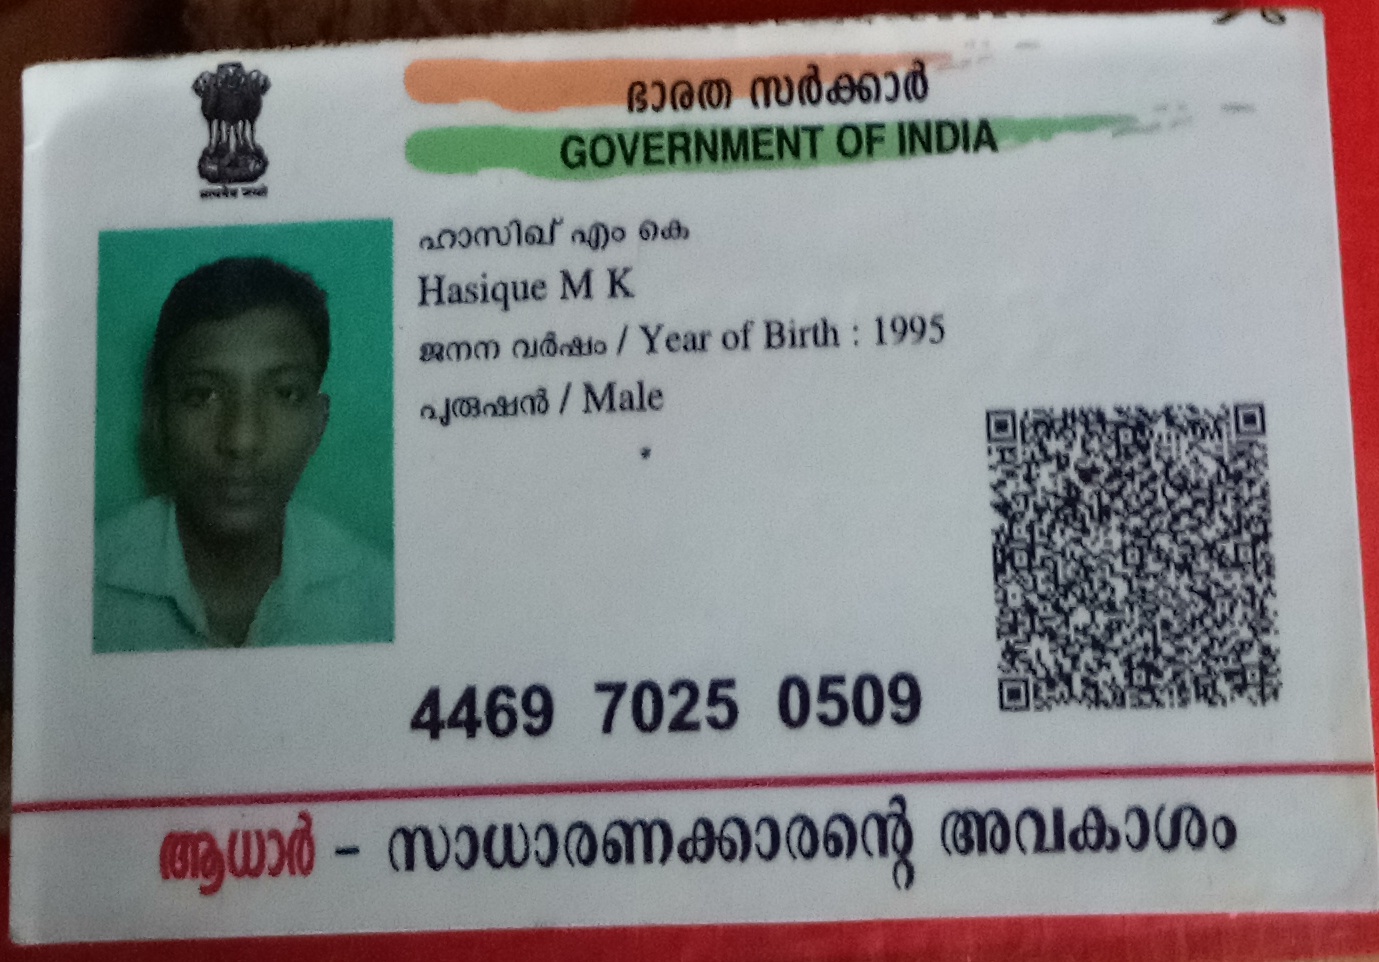 ഭാരത സർക്കാർ
GOVERNMENT OF INDIA
ഹാസിഖ് എം കെ
Hasique M K
ജനന വർഷം / Year of Birth : 1995
പുരുഷൻ / Male
4469 7025 0509
ആധാർ - സാധാരണക്കാരന്റെ അവകാശം